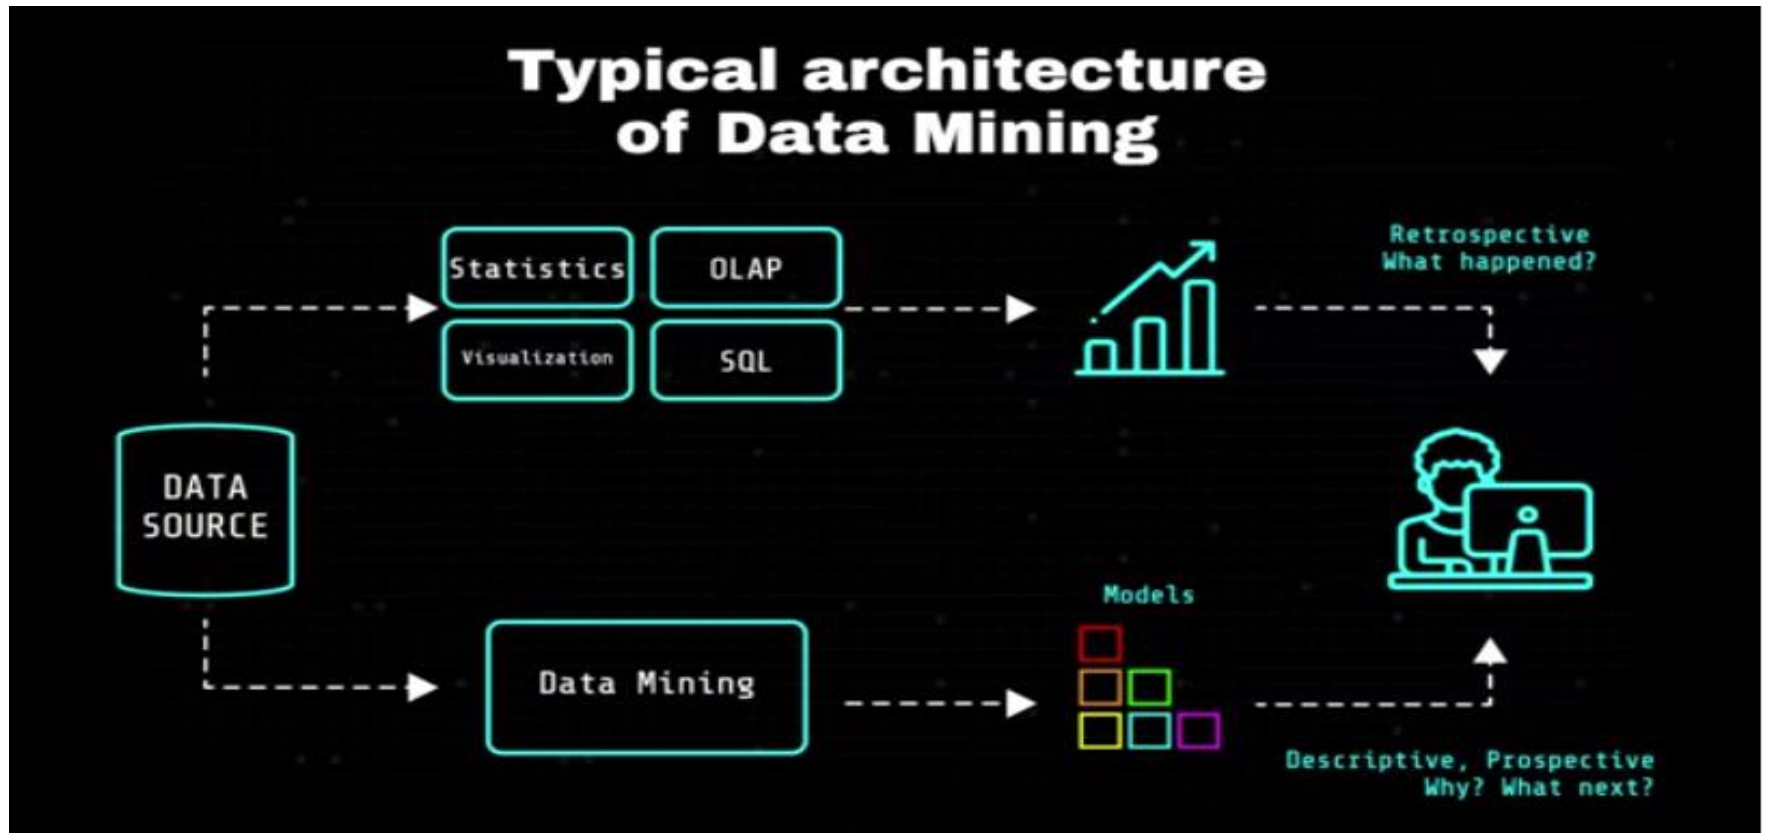 Typical architecture
of Data Mining
Statistics
OLAP
Visualization
SQL
Retrospective
What happened?
DATA
SOURCE
Data Mining
Models
Descriptive, Prospective
Why? What next?